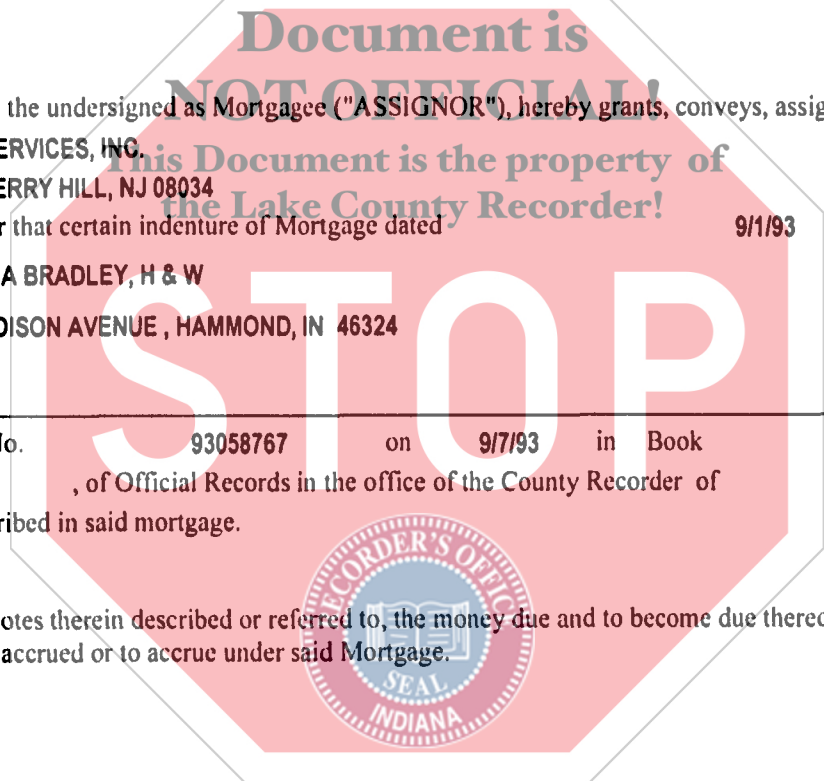 Document is
NOT OFFICIAL!
the undersigned as Mortgagee ("ASSIGNOR"), hereby grants, conveys, assig
ERVICES, INC.
This Document is the property of
ERRY HILL, NJ 08034
the Lake County Recorder!
r that certain indenture of Mortgage dated 9/1/93
A BRADLEY, H & W
DISON AVENUE , HAMMOND, IN 46324
STOP
No. 93058767 on 9/7/93 in Book
, of Official Records in the office of the County Recorder of
ribed in said mortgage.
RECORDER'S OFFICE
otes therein described or referred to, the money due and to become due thereo
accrued or to accrue under said Mortgage.
SEAL
INDIANA